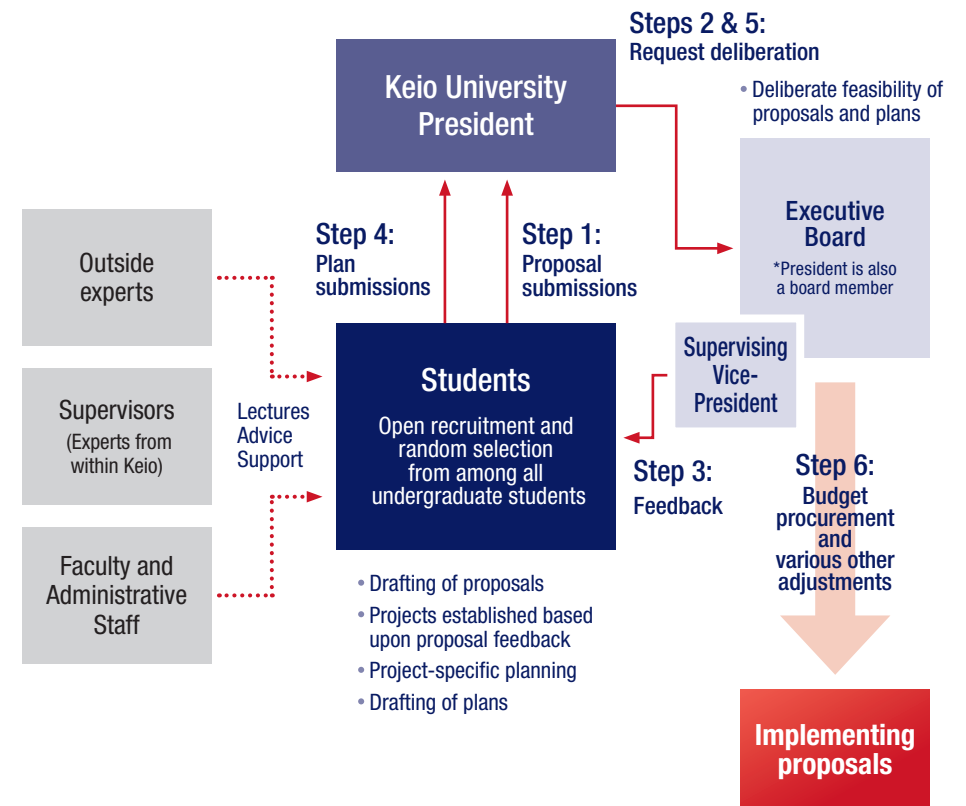 Steps 2 & 5:
Request deliberation
• Deliberate feasibility of
proposals and plans
Keio University
President
Executive
Board
*President is also
a board member
Step 4:
Plan
submissions
Step 1:
Proposal
submissions
Outside
experts
Supervisors
(Experts from
within Keio)
Faculty and
Administrative
Staff
Lectures
Advice
Support
Students
Open recruitment and
random selection
from among all
undergraduate students
Supervising
Vice-
President
Step 3:
Feedback
• Drafting of proposals
• Projects established based
upon proposal feedback
• Project-specific planning
• Drafting of plans
Step 6:
Budget
procurement
and
various other
adjustments
Implementing
proposals